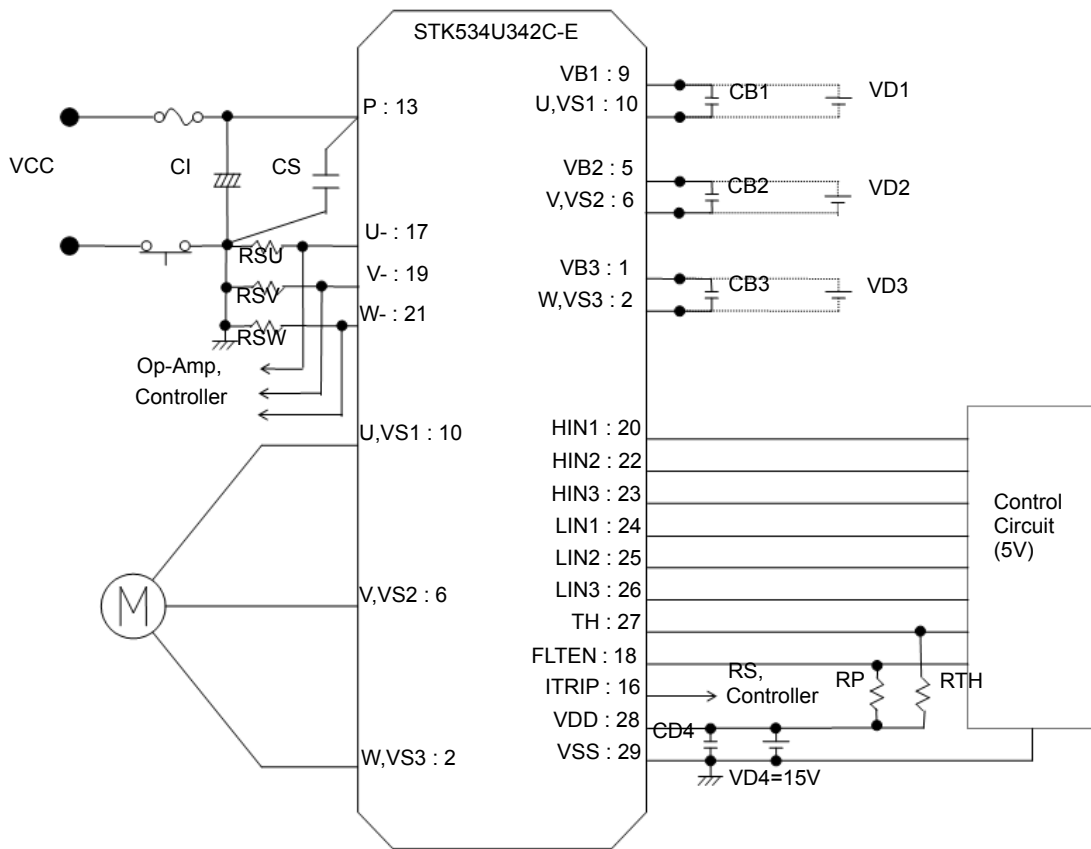 STK534U342C-E
VCC
CI
CS
P : 13
RSU
U- : 17
RSV
V- : 19
RSW
W- : 21
Op-Amp,
Controller
U,VS1 : 10
M
V,VS2 : 6
W,VS3 : 2
VB1 : 9
U,VS1 : 10
CB1
VD1
VB2 : 5
V,VS2 : 6
CB2
VD2
VB3 : 1
W,VS3 : 2
CB3
VD3
HIN1 : 20
HIN2 : 22
HIN3 : 23
LIN1 : 24
LIN2 : 25
LIN3 : 26
TH : 27
FLTEN : 18
ITRIP : 16
VDD : 28
VSS : 29
RS,
Controller
RP
RTH
CD4
VD4=15V
Control
Circuit
(5V)